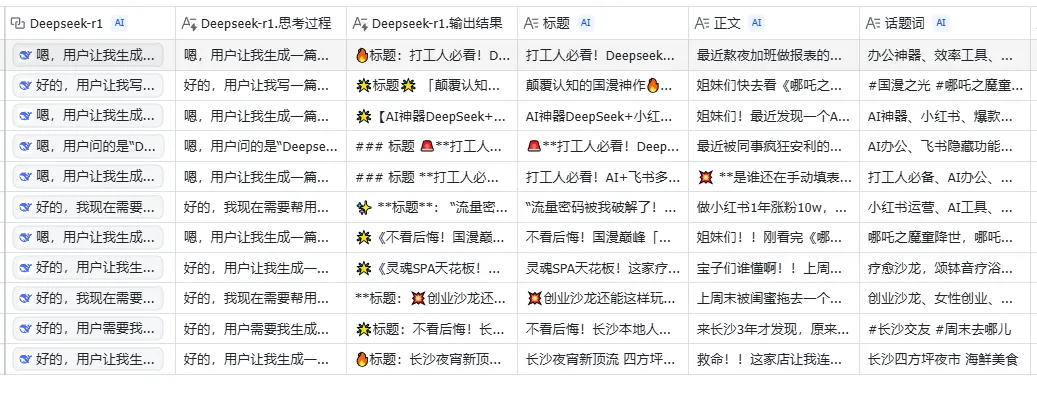 Deepseek-r1 AI Deepseek-r1.思考过程 Deepseek-r1.输出结果 标题 AI 正文 AI 话题词 AI
嗯，用户让我生成... 嗯，用户让我生成一篇... 🔥标题：打工人必看！D... 打工人必看！Deepseek... 最近熬夜加班做报表的... 办公神器、效率工具、...
好的，用户让我写... 好的，用户让我写一篇... 💥标题💥 「颠覆认知... 颠覆认知的国漫神作🔥... 姐妹们快去看《哪吒之... #国漫之光 #哪吒之魔童...
嗯，用户让我生成... 嗯，用户让我生成一篇... 💥【AI神器DeepSeek+... AI神器DeepSeek+小红... 姐妹们！最近发现一个A... AI神器、小红书、爆款...
嗯，用户问的是“D... 嗯，用户问的是“Deepse... ### 标题 🚨**打工人... 🚨**打工人必看！Deep... 最近被同事疯狂安利的... AI办公、飞书隐藏功能...
嗯，用户让我生成... 嗯，用户让我生成一篇... ### 标题 **打工人必... 打工人必看！AI+飞书多... 💥 **是谁还在手动填表... 打工人必备、AI办公、...
好的，我现在需要... 好的，我现在需要帮用... ✨ **标题**： “流量密... “流量密码被我破解了！... 做小红书1年涨粉10w，... 小红书运营、AI工具、...
嗯，用户让我生成... 嗯，用户让我生成一篇... 💥《不看后悔！国漫巅... 不看后悔！国漫巅峰「... 姐妹们！！刚看完《哪... 哪吒之魔童降世，哪吒...
好的，用户让我生... 好的，用户让我生成一... 💥《灵魂SPA天花板！... 灵魂SPA天花板！这家疗... 宝子们谁懂啊！！上周... 疗愈沙龙，颂钵音疗浴...
好的，我现在需要... 好的，我现在需要帮用... **标题：💥创业沙龙还... 💥创业沙龙还能这样玩... 上周末被闺蜜拖去一个... 创业沙龙、女性创业、...
好的，用户需要我... 好的，用户需要我生成... 💥标题：不看后悔！长... 不看后悔！长沙本地人... 来长沙3年才发现，原来... #长沙交友 #周末去哪儿
好的，用户让我生... 好的，用户让我生成一... 🔥标题：长沙夜宵新顶... 长沙夜宵新顶流 四方坪... 救命！！这家店让我连... 长沙四方坪夜市 海鲜美食